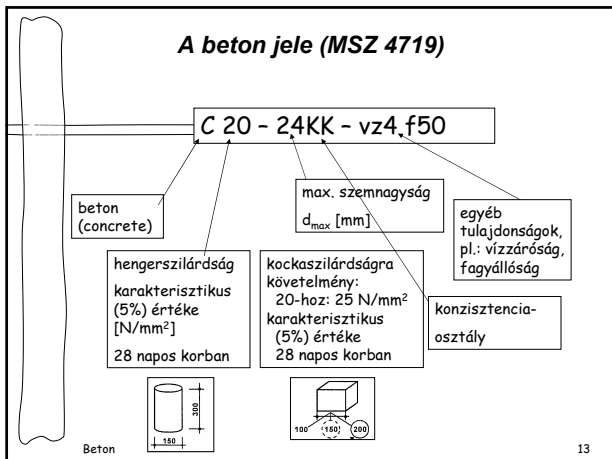 A beton jele (MSZ 4719)
C 20 – 24KK – vz4 f50
beton
(concrete)
max. szemnagyság
dmax [mm]
egyéb
tulajdonságok,
pl.: vízzáróság,
fagyállóság
hengerszilárdság
karakterisztikus
(5%) értéke
[N/mm²]
28 napos korban
kockaszilárdságra
követelmény:
20-hoz: 25 N/mm²
karakterisztikus
(5%) értéke
28 napos korban
konzisztencia-
osztály
300
150
100 150 200
Beton
13